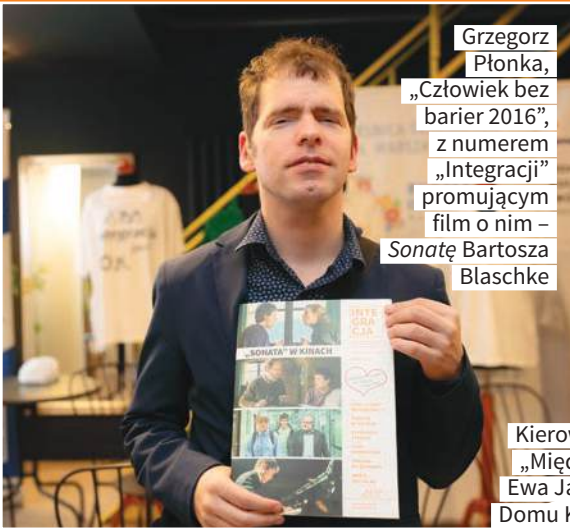 Grzegorz
Płonka,
„Człowiek bez
barier 2016”,
z numerem
„Integracji”
promującym
film o nim –
Sonatę Bartosza
Blaschke
INTE
GRA
CJA
„SONATA” W KINACH
Kierow
„Międ
Ewa Ja
Domu K